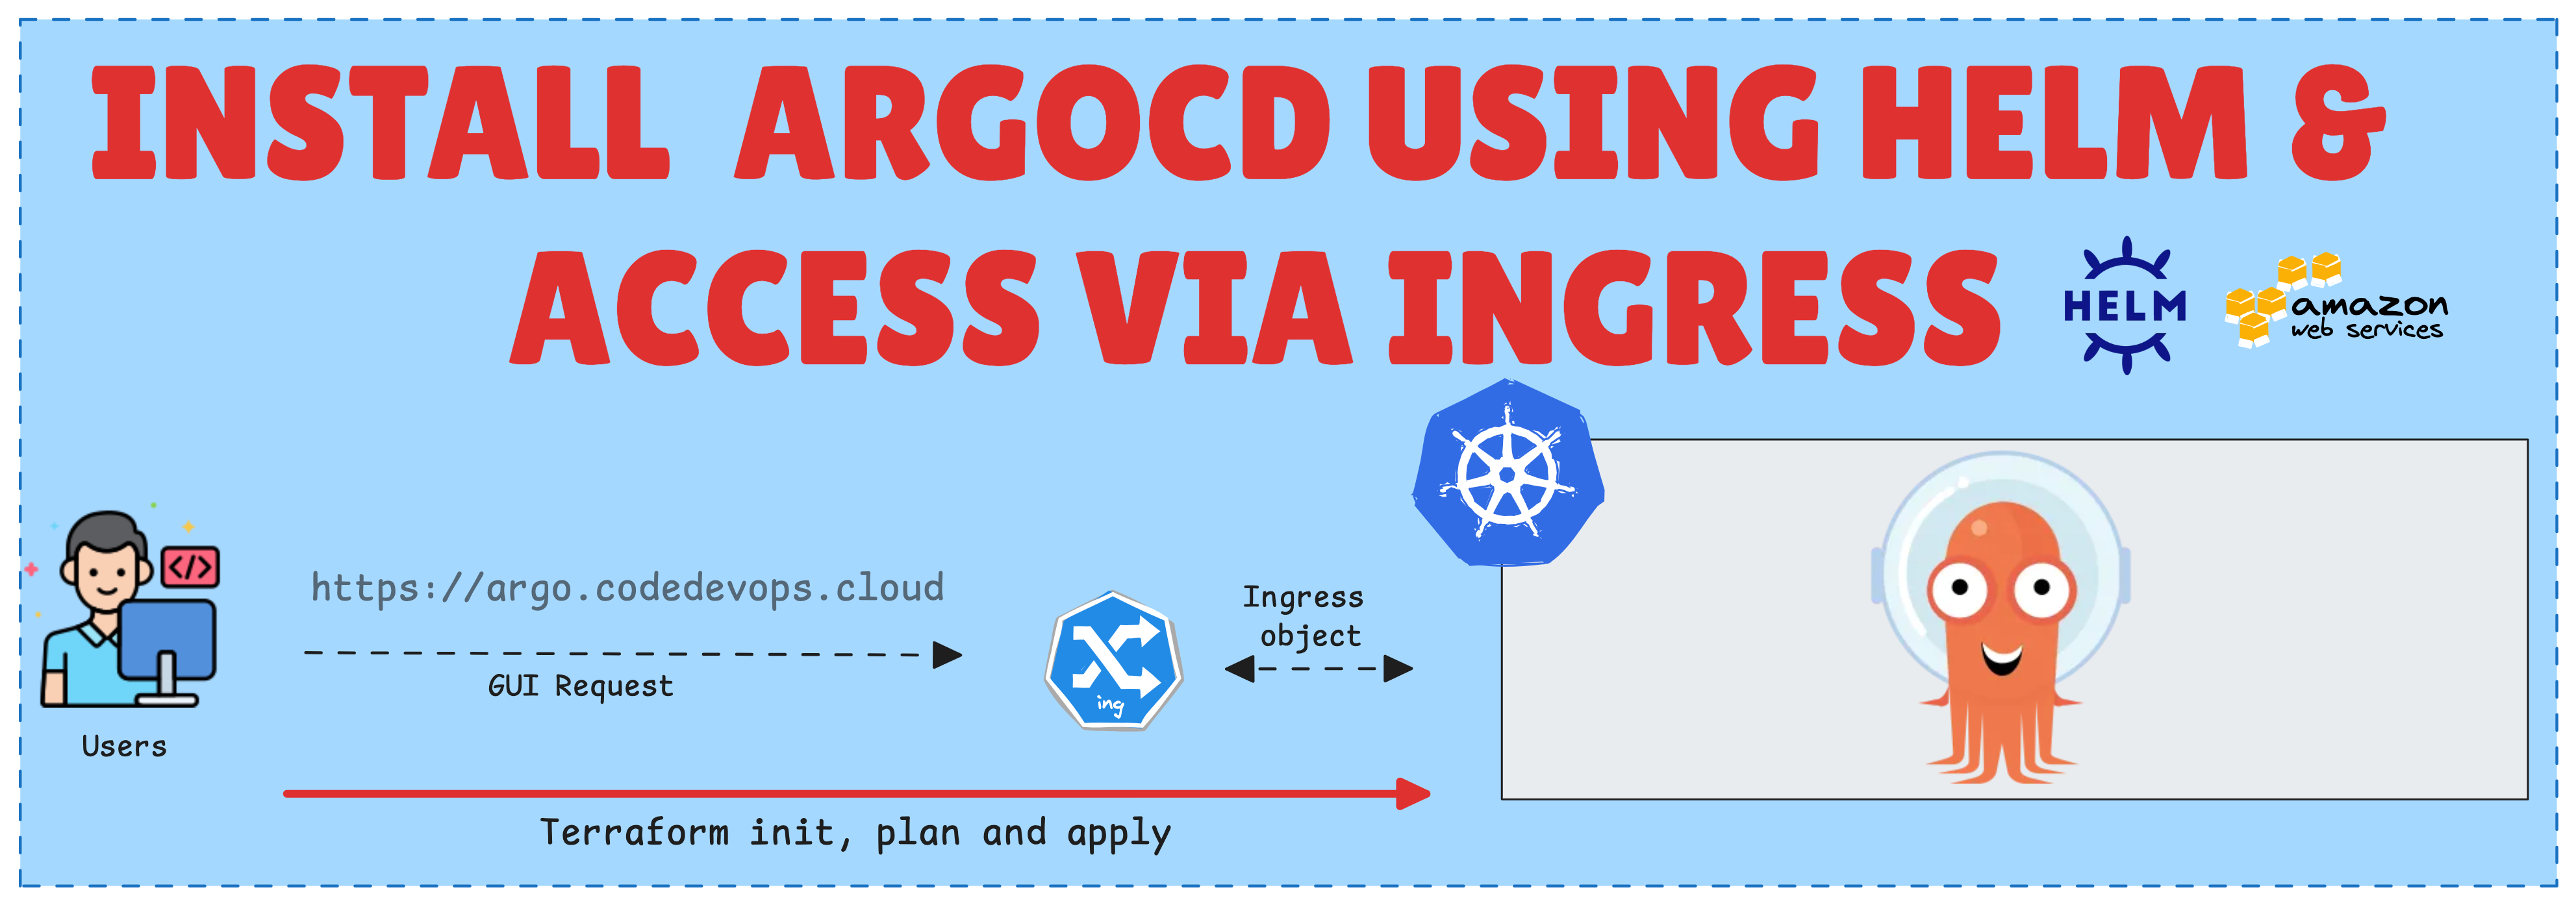 INSTALL ARGOCD USING HELM &
ACCESS VIA INGRESS
HELM
amazon
web services
</>
https://argo.codedevops.cloud
GUI Request
ing
Ingress
object
Users
Terraform init, plan and apply